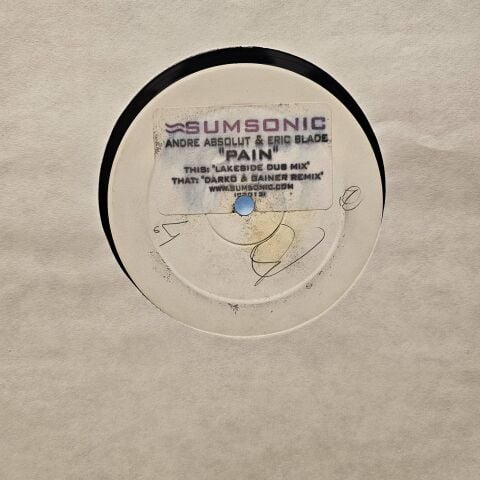 SUMSONIC
ANDRE ABSOLUT & ERIC BLADE
"PAIN"
THIS: "LAKESIDE DUB MIX"
THAT: "DARKO & GAINER REMIX"
WWW.SUMSONIC.COM